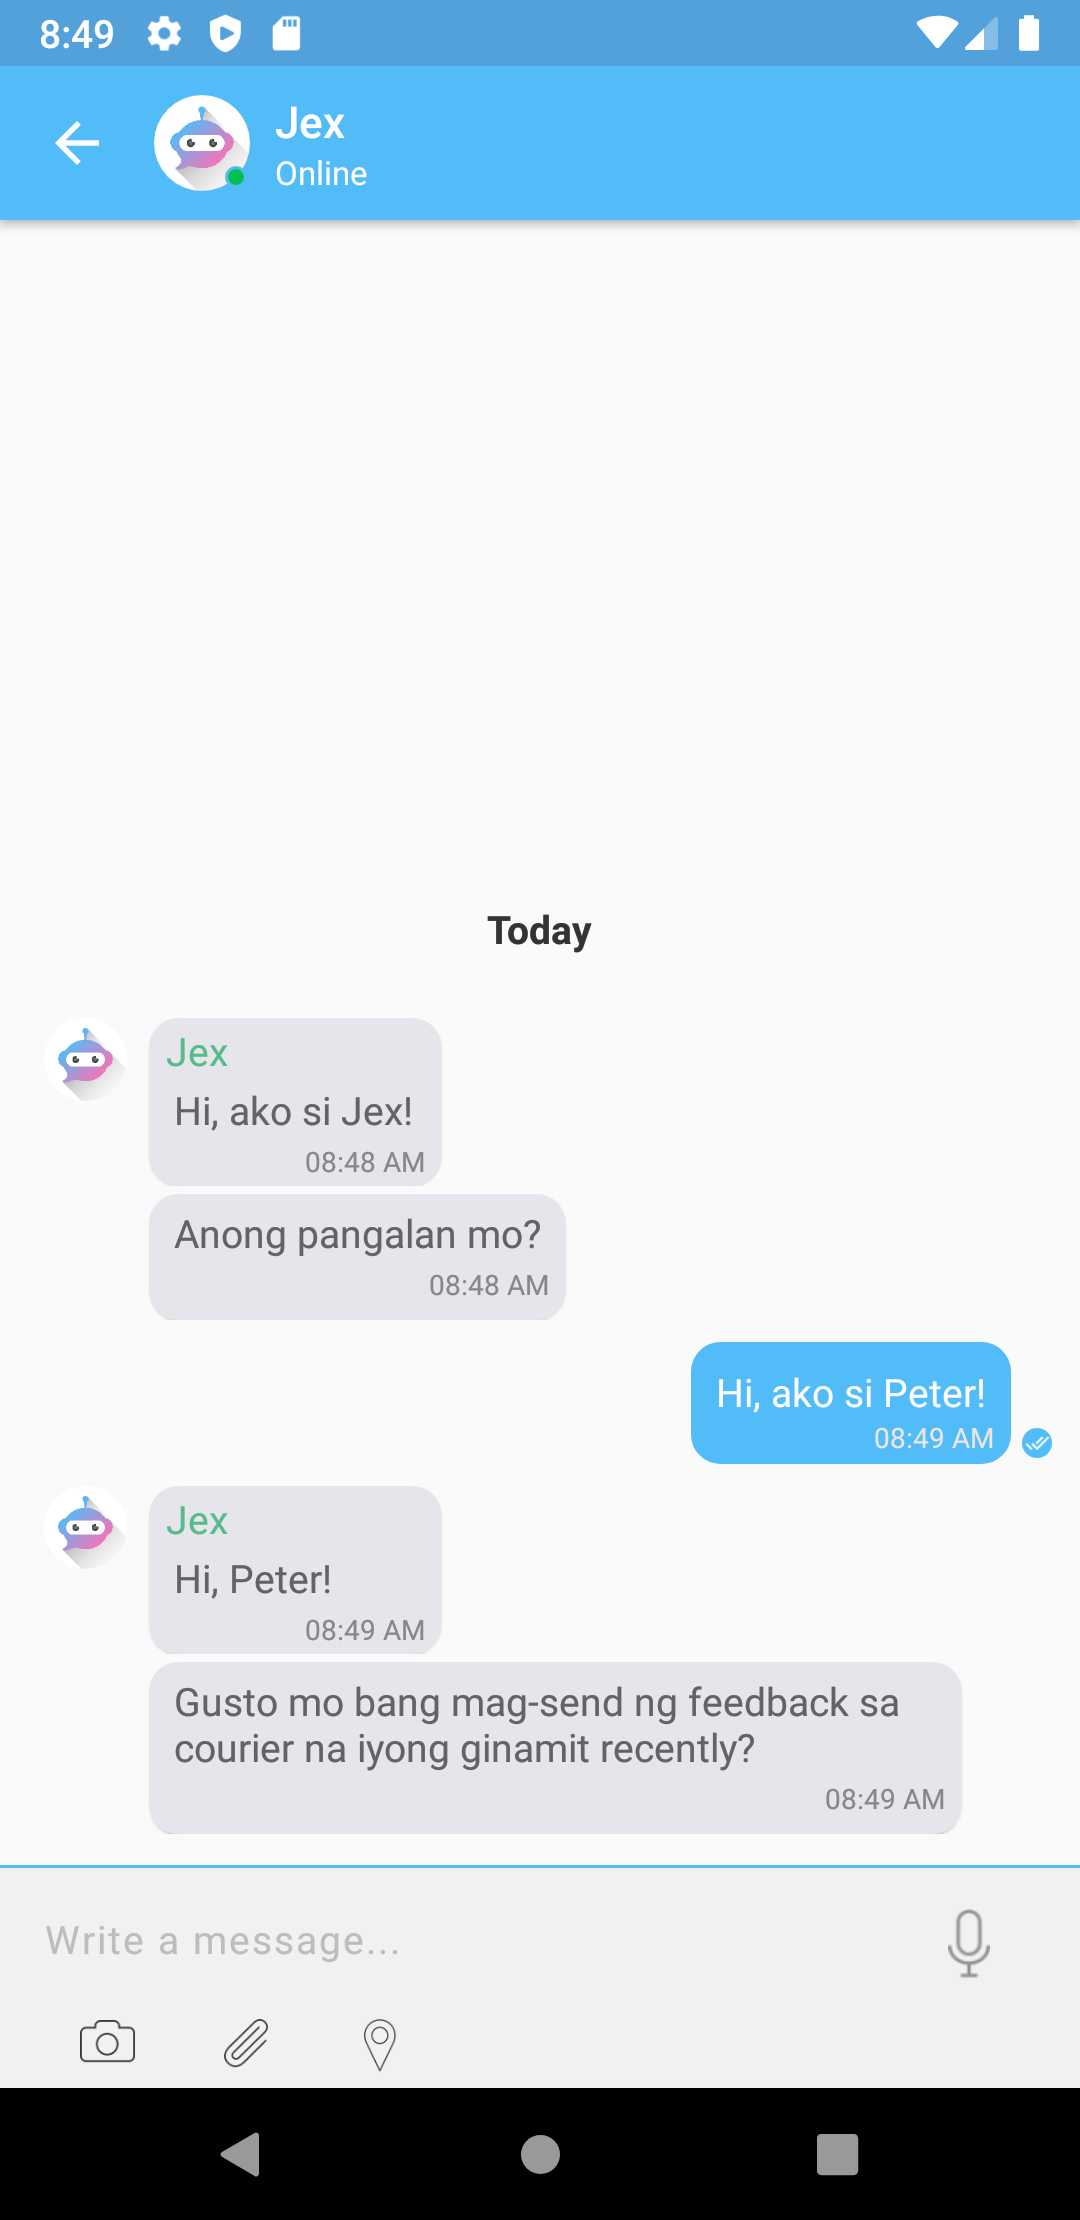 8:49
Jex
Online
Today
Jex
Hi, ako si Jex!
08:48 AM
Anong pangalan mo?
08:48 AM
Hi, ako si Peter!
08:49 AM
Jex
Hi, Peter!
08:49 AM
Gusto mo bang mag-send ng feedback sa
courier na iyong ginamit recently?
08:49 AM
Write a message...